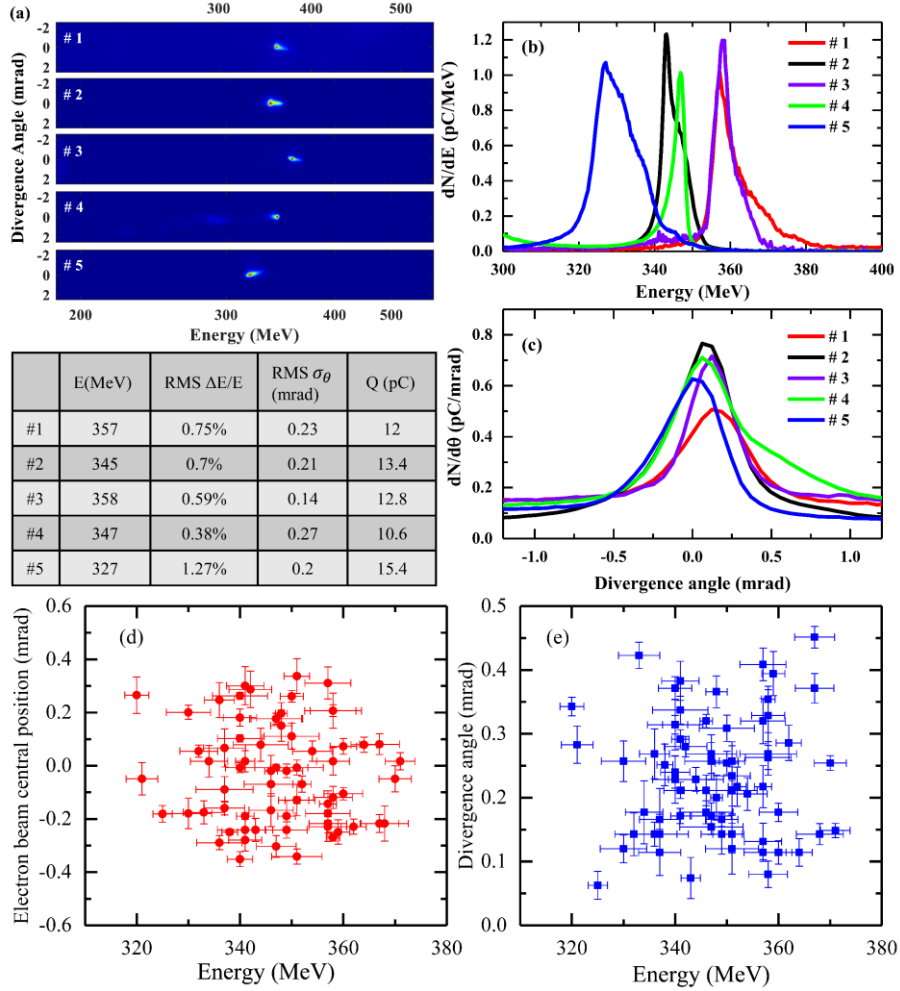 (a)
300 400 500
Divergence Angle (mrad)
-2
0
2
# 1
-2
0
2
# 2
-2
0
2
# 3
-2
0
2
# 4
-2
0
2
# 5
200 300 400 500
Energy (MeV)
(b)
dN/dE (pC/MeV)
1.2
1.0
0.8
0.6
0.4
0.2
0.0
# 1
# 2
# 3
# 4
# 5
300 320 340 360 380 400
Energy (MeV)
E(MeV) RMS ΔE/E RMS σθ (mrad) Q (pC)
#1 357 0.75% 0.23 12
#2 345 0.7% 0.21 13.4
#3 358 0.59% 0.14 12.8
#4 347 0.38% 0.27 10.6
#5 327 1.27% 0.2 15.4
(c)
dN/dθ (pC/mrad)
0.8
0.6
0.4
0.2
0.0
# 1
# 2
# 3
# 4
# 5
-1.0 -0.5 0.0 0.5 1.0
Divergence angle (mrad)
(d)
Electron beam central position (mrad)
0.6
0.4
0.2
0.0
-0.2
-0.4
-0.6
320 340 360 380
Energy (MeV)
(e)
Divergence angle (mrad)
0.5
0.4
0.3
0.2
0.1
0.0
320 340 360 380
Energy (MeV)